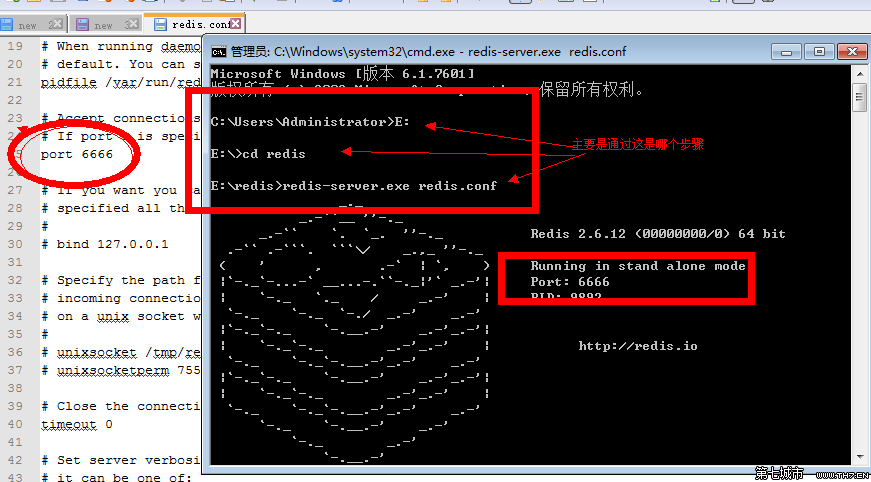 new 2
new 3
redis.conf
19 # When running daemo
20 # default. You can s
21 pidfile /var/run/red
22
23 # Accept connections
# If port is speci
port 6666
27 # If you want you ca
28 # specified all th
29 #
30 # bind 127.0.0.1
31
32 # Specify the path f
33 # incoming connectio
34 # on a unix socket w
35 #
36 # unixsocket /tmp/re
37 # unixsocketperm 755
38
39 # Close the connecti
40 timeout 0
41
42 # Set server verbosi
43 # it can be one of:
管理员: C:\Windows\system32\cmd.exe - redis-server.exe redis.conf
Microsoft Windows [版本 6.1.7601]
版权所有 保留所有权利。
C:\Users\Administrator>E:
E:\>cd redis
主要是通过这是哪个步骤
E:\redis>redis-server.exe redis.conf
Redis 2.6.12 (00000000/0) 64 bit
Running in stand alone mode
Port: 6666
PID: 9892
http://redis.io
第七城市 WWW.TH7.CN